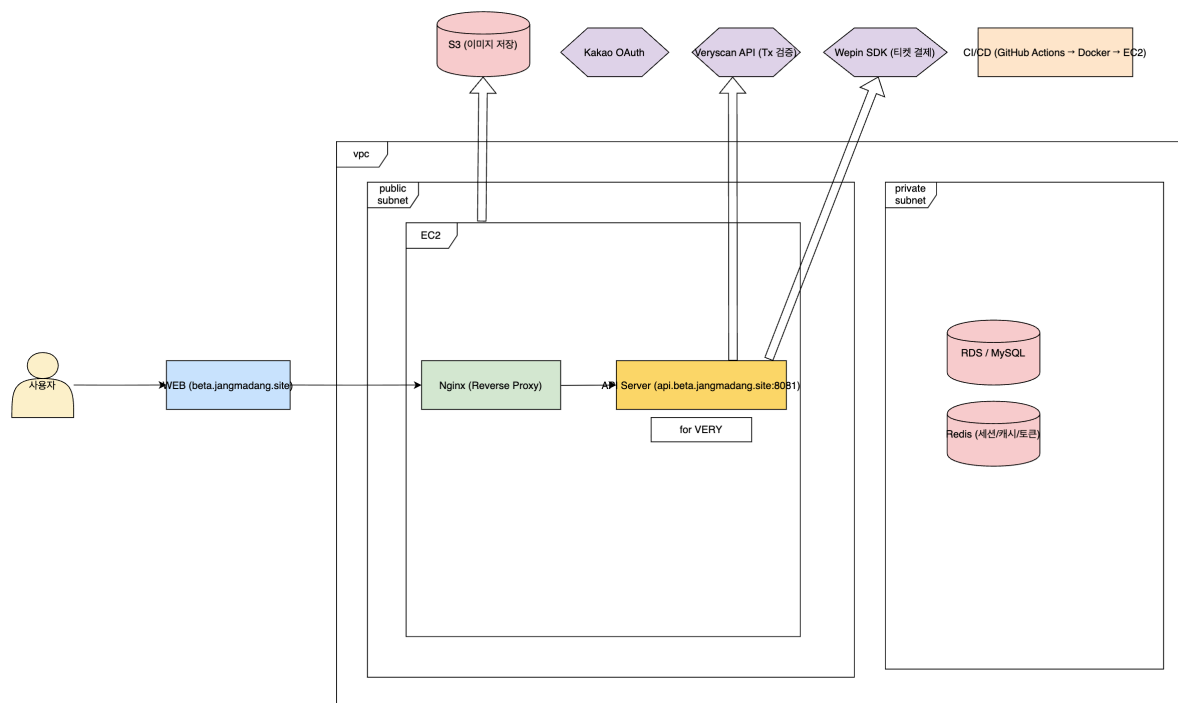 S3 (이미지 저장)
Kakao OAuth
Veryscan API (Tx 검증)
Wepin SDK (티켓 결제)
CI/CD (GitHub Actions → Docker → EC2)
vpc
public
subnet
private
subnet
EC2
RDS / MySQL
사용자
WEB (beta.jangmadang.site)
Nginx (Reverse Proxy)
API Server (api.beta.jangmadang.site:8081)
for VERY
Redis (세션/캐시/토큰)